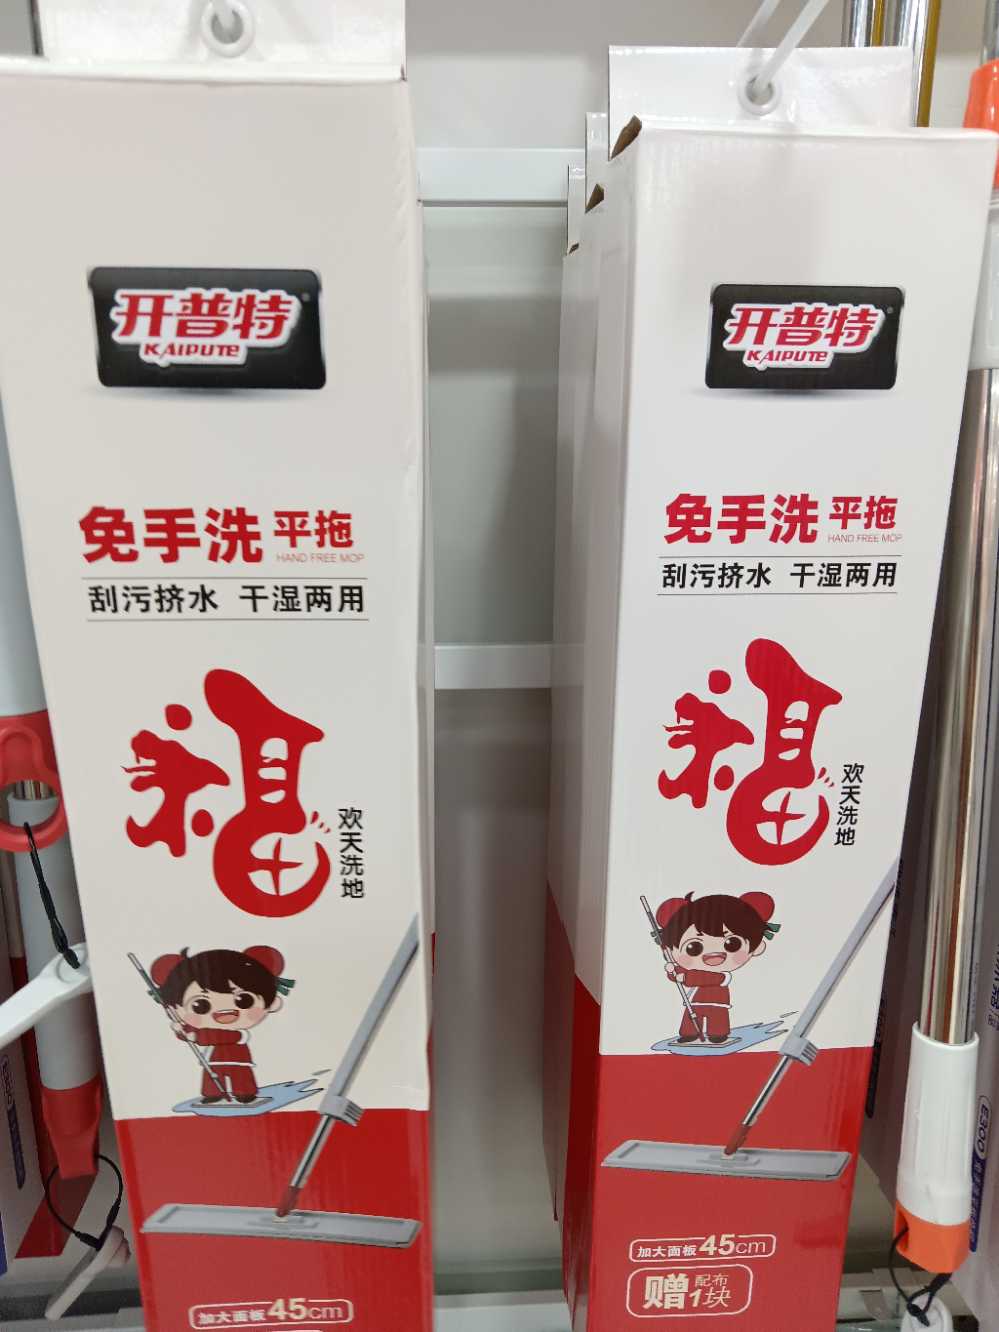 开普特
KAIPUTE
免手洗 平拖
HAND FREE MOP
刮污挤水 干湿两用
福
欢天洗地
加大面板45cm
开普特
KAIPUTE
免手洗 平拖
HAND FREE MOP
刮污挤水 干湿两用
福
欢天洗地
加大面板45cm
赠 配布1块
E300